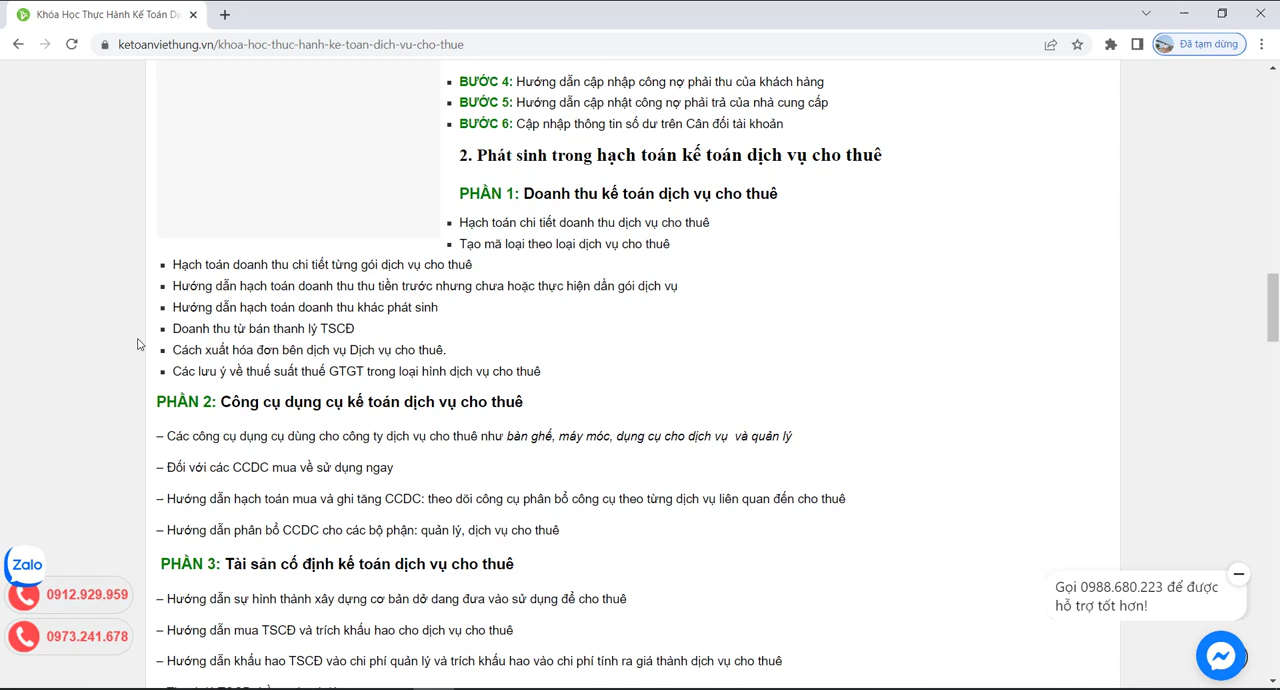 Khóa Học Thực Hành Kế Toán Dị
ketoanviethung.vn/khoa-hoc-thuc-hanh-ke-toan-dich-vu-cho-thue
Đã tạm dừng
BƯỚC 4: Hướng dẫn cập nhập công nợ phải thu của khách hàng
BƯỚC 5: Hướng dẫn cập nhật công nợ phải trả của nhà cung cấp
BƯỚC 6: Cập nhập thông tin số dư trên Cân đối tài khoản
2. Phát sinh trong hạch toán kế toán dịch vụ cho thuê
PHẦN 1: Doanh thu kế toán dịch vụ cho thuê
Hạch toán chi tiết doanh thu dịch vụ cho thuê
Tạo mã loại theo loại dịch vụ cho thuê
Hạch toán doanh thu chi tiết từng gói dịch vụ cho thuê
Hướng dẫn hạch toán doanh thu thu tiền trước nhưng chưa hoặc thực hiện dần gói dịch vụ
Hướng dẫn hạch toán doanh thu khác phát sinh
Doanh thu từ bán thanh lý TSCĐ
Cách xuất hóa đơn bên dịch vụ Dịch vụ cho thuê.
Các lưu ý về thuế suất thuế GTGT trong loại hình dịch vụ cho thuê
PHẦN 2: Công cụ dụng cụ kế toán dịch vụ cho thuê
– Các công cụ dụng cụ dùng cho công ty dịch vụ cho thuê như bàn ghế, máy móc, dụng cụ cho dịch vụ và quản lý
– Đối với các CCDC mua về sử dụng ngay
– Hướng dẫn hạch toán mua và ghi tăng CCDC: theo dõi công cụ phân bổ công cụ theo từng dịch vụ liên quan đến cho thuê
– Hướng dẫn phân bổ CCDC cho các bộ phận: quản lý, dịch vụ cho thuê
PHẦN 3: Tài sản cố định kế toán dịch vụ cho thuê
– Hướng dẫn sự hình thành xây dựng cơ bản dở dang đưa vào sử dụng để cho thuê
– Hướng dẫn mua TSCĐ và trích khấu hao cho dịch vụ cho thuê
– Hướng dẫn khấu hao TSCĐ vào chi phí quản lý và trích khấu hao vào chi phí tính ra giá thành dịch vụ cho thuê
Zalo
0912.929.959
0973.241.678
Gọi 0988.680.223 để được
hỗ trợ tốt hơn!